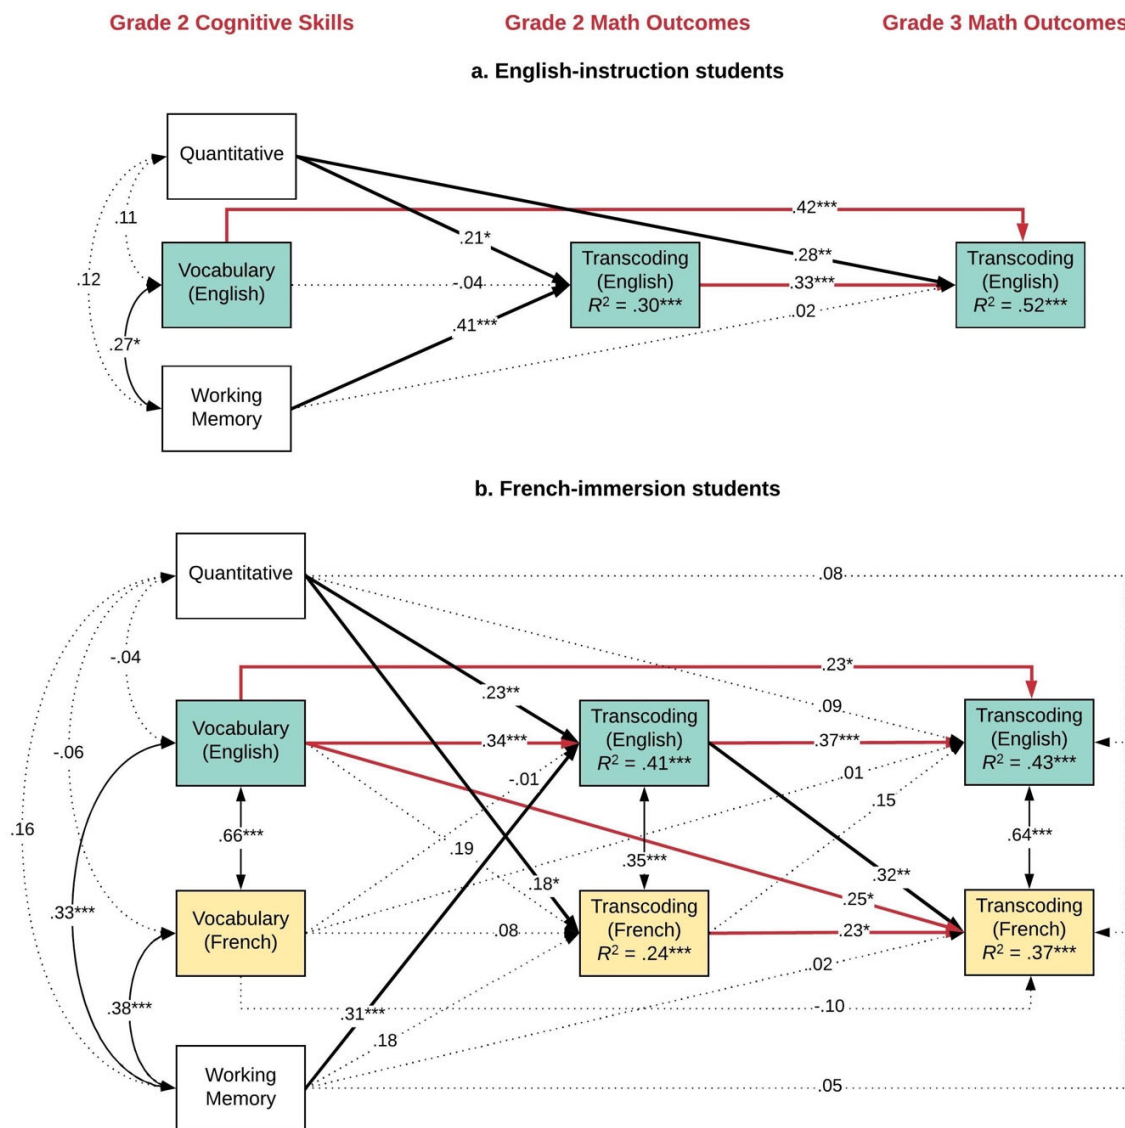 Grade 2 Cognitive Skills
Grade 2 Math Outcomes
Grade 3 Math Outcomes
a. English-instruction students
Quantitative
.42***
.11
.21*
Vocabulary
(English)
Transcoding
(English)
R² = .30***
Transcoding
(English)
R² = .52***
.28**
.12
-.04
.33***
.02
.41***
.27*
Working
Memory
b. French-immersion students
Quantitative
.08
-.04
.23*
.23**
.09
Vocabulary
(English)
Transcoding
(English)
R² = .41***
Transcoding
(English)
R² = .43***
.34***
.37***
-.06
-.01
.01
.15
.16
.66***
.19
.35***
.64***
.32**
.18*
.25*
Vocabulary
(French)
Transcoding
(French)
R² = .24***
Transcoding
(French)
R² = .37***
.33***
.08
.23*
.02
.38***
-.10
.31***
.18
Working
Memory
.05